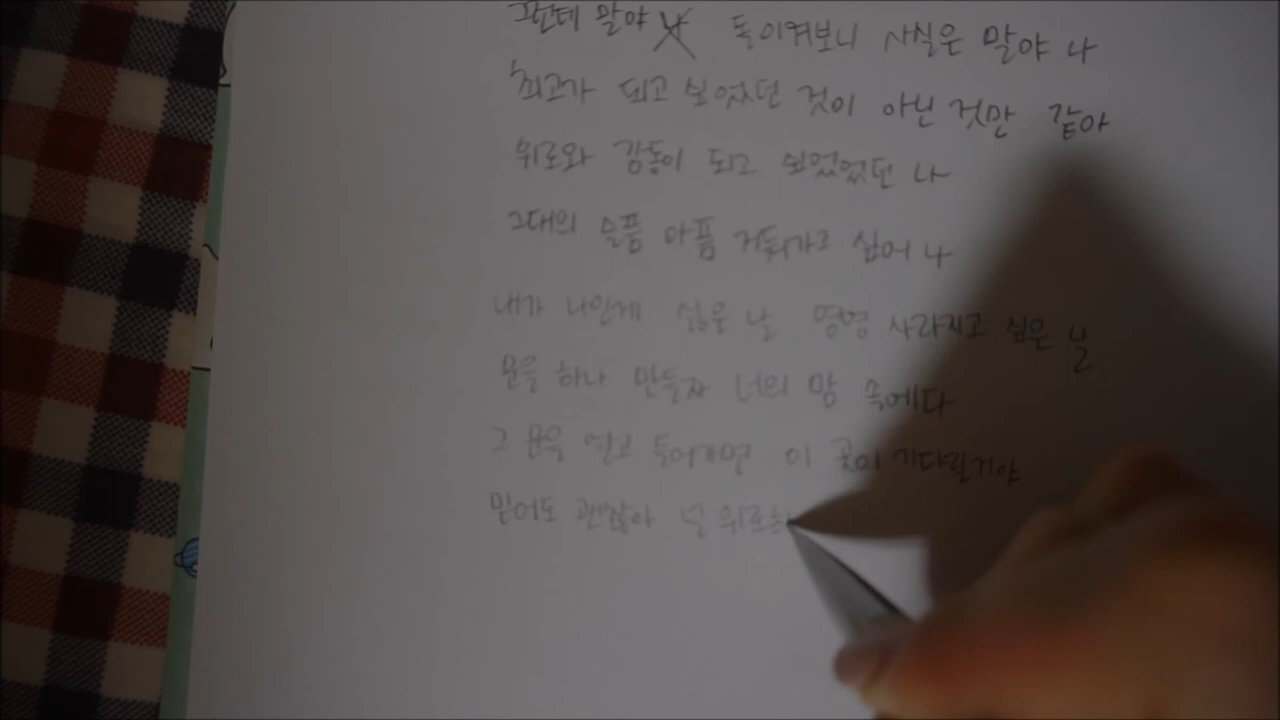 그런데 말야 돌이켜보니 사실은 말야 나
최고가 되고 싶었던 것이 아닌 것만 같아
위로와 감동이 되고 싶었었던 나
그대의 슬픔 아픔 거둬가고 싶어 나
내가 나인게 싫은 날 영영 사라지고 싶은 날
문을 하나 만들자 너의 맘 속에다
그 문을 열고 들어가면 이 곳이 기다릴거야
믿어도 괜찮아 널 위로하